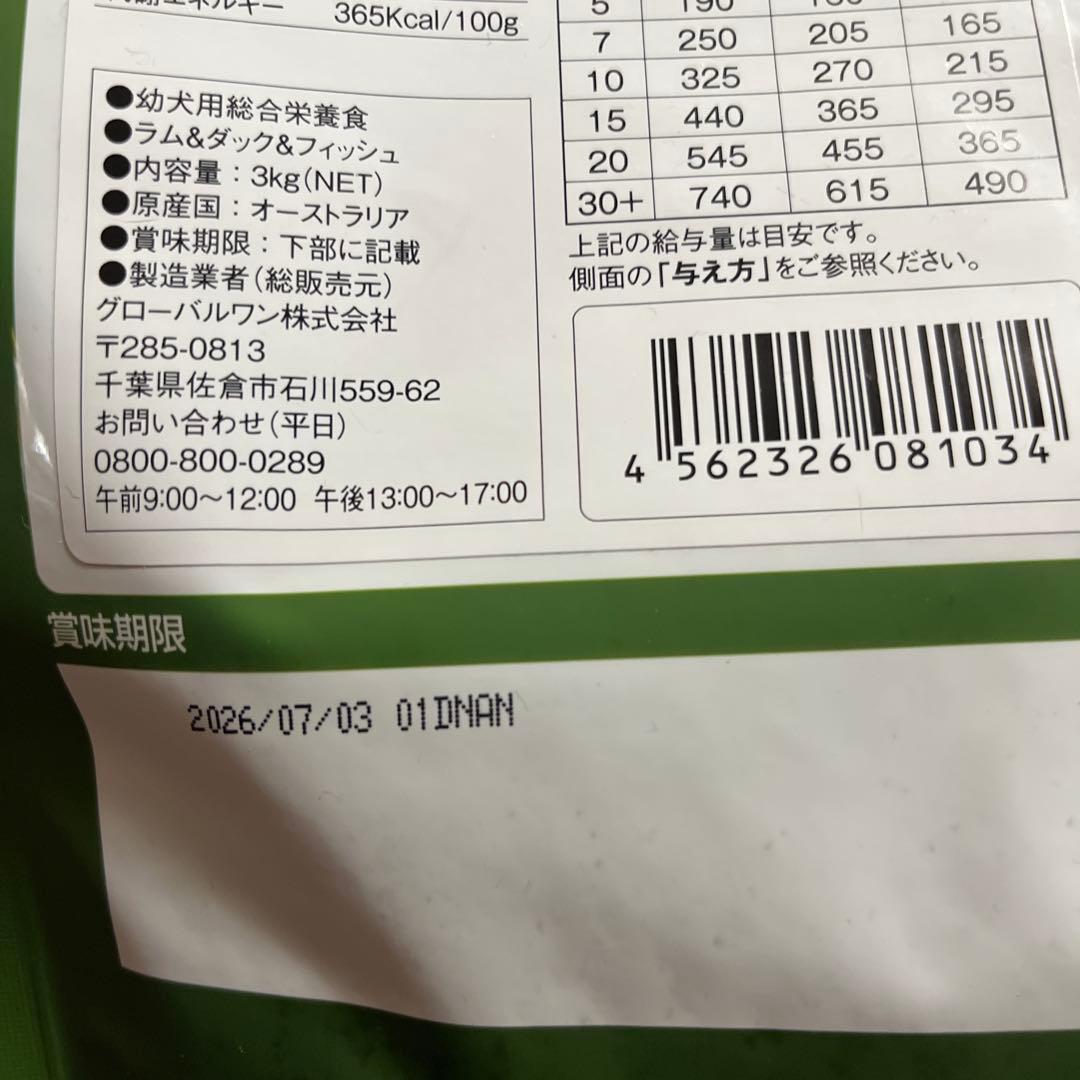 エネルギー 365Kcal/100g
●幼犬用総合栄養食
●ラム&ダック&フィッシュ
●内容量：3kg(NET)
●原産国：オーストラリア
●賞味期限：下部に記載
●製造業者(総販売元)
グローバルワン株式会社
〒285-0813
千葉県佐倉市石川559-62
お問い合わせ(平日)
0800-800-0289
午前9:00～12:00 午後13:00～17:00
5 190
7 250 205 165
10 325 270 215
15 440 365 295
20 545 455 365
30+ 740 615 490
上記の給与量は目安です。
側面の「与え方」をご参照ください。
4 562326 081034
賞味期限
2026/07/03 01DNAN